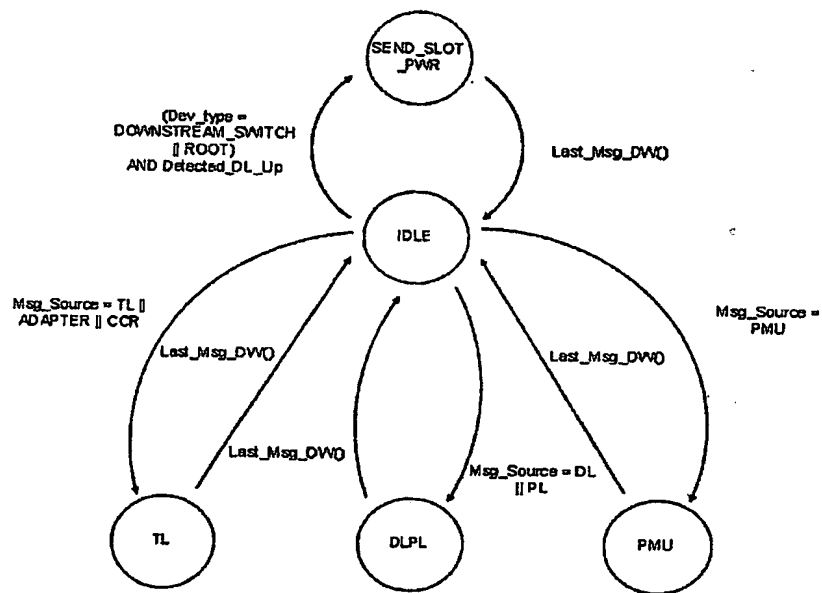 SEND_SLOT
_PWR
(Dev_type =
DOWNSTREAM_SWITCH
|| ROOT)
AND Detected_DL_Up
Last_Msg_DW()
IDLE
Msg_Source = TL ||
ADAPTER || CCR
Msg_Source =
PMU
Last_Msg_DW()
Last_Msg_DW()
Last_Msg_DW()
Msg_Source = DL
|| PL
TL
DLPL
PMU